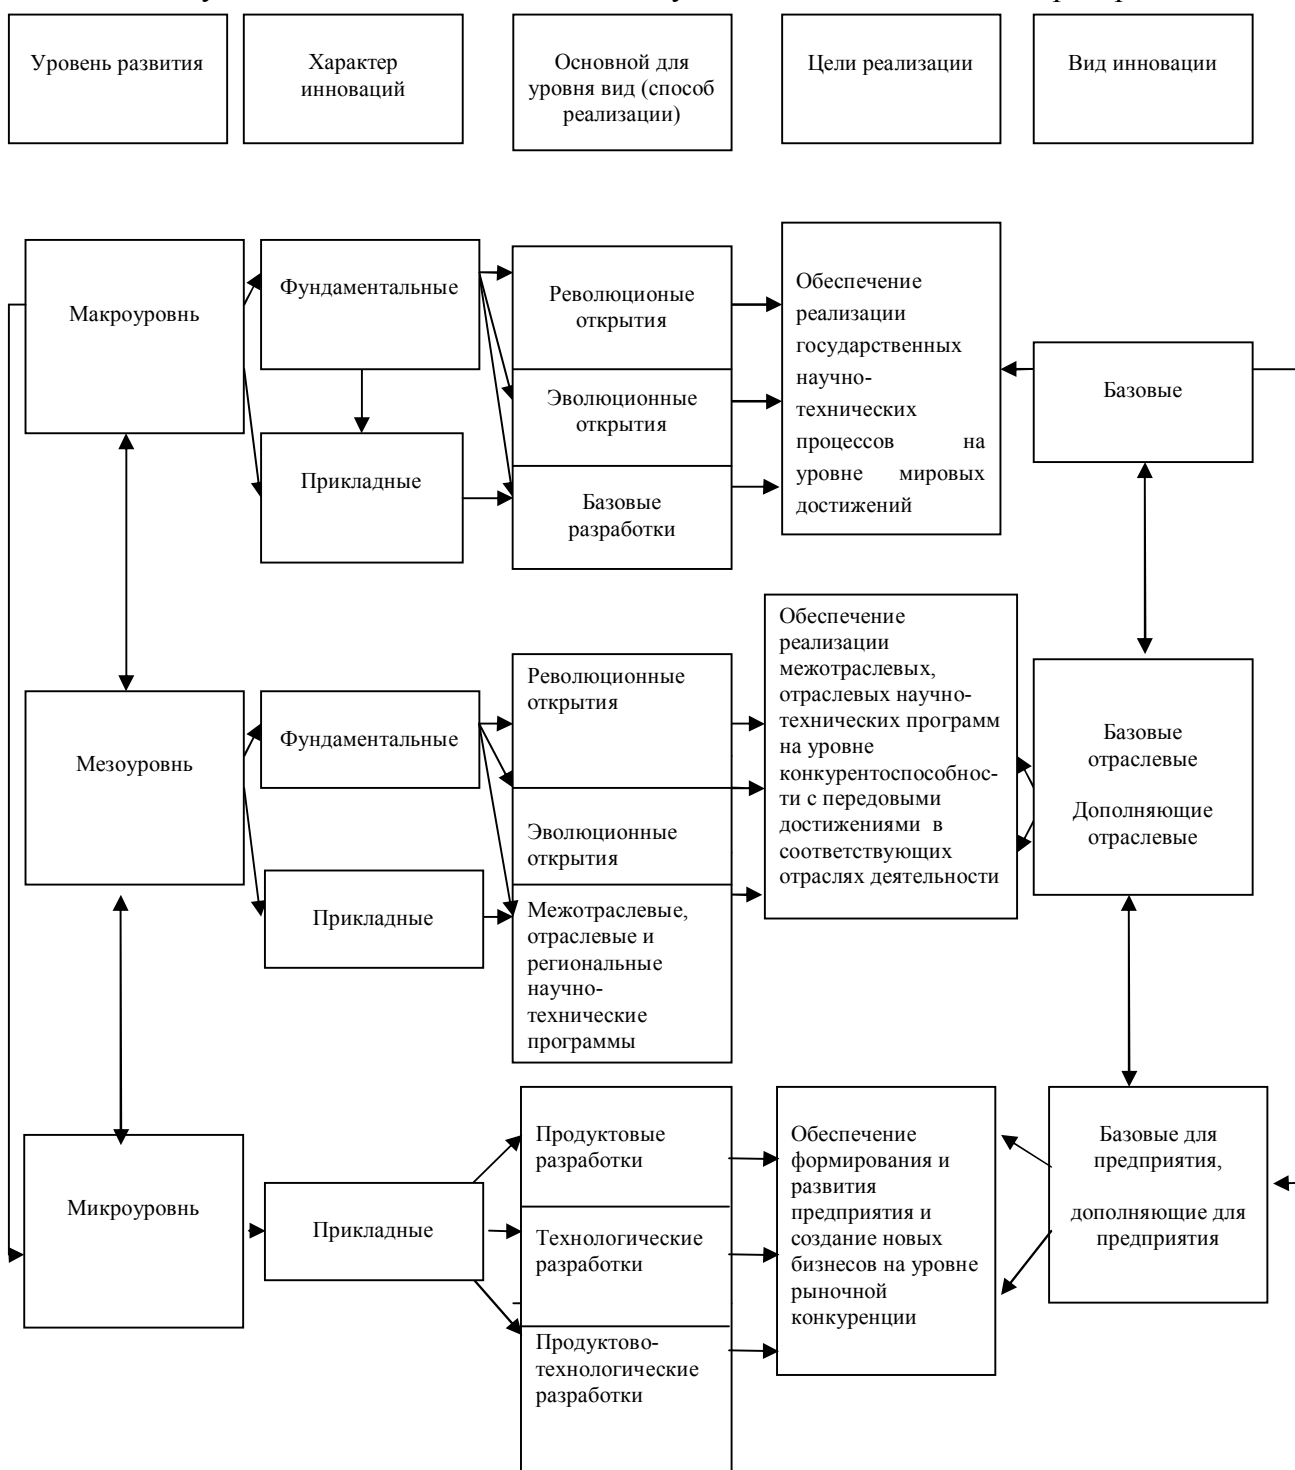 Уровень развития
Характер
инноваций
Основной для
уровня вид (способ
реализации)
Цели реализации
Вид инновации
Макроуровнь
Фундаментальные
Прикладные
Революционые
открытия
Эволюционные
открытия
Базовые
разработки
Обеспечение
реализации
государственных
научно-
технических
процессов на
уровне мировых
достижений
Базовые
Мезоуровнь
Фундаментальные
Прикладные
Революционные
открытия
Эволюционные
открытия
Межотраслевые,
отраслевые и
региональные
научно-
технические
программы
Обеспечение
реализации
межотраслевых,
отраслевых научно-
технических программ
на уровне
конкурентоспособнос-
ти с передовыми
достижениями в
соответствующих
отраслях деятельности
Базовые
отраслевые
Дополняющие
отраслевые
Микроуровнь
Прикладные
Продуктовые
разработки
Технологические
разработки
Продуктово-
технологические
разработки
Обеспечение
формирования и
развития
предприятия и
создание новых
бизнесов на уровне
рыночной
конкуренции
Базовые для
предприятия,
дополняющие для
предприятия